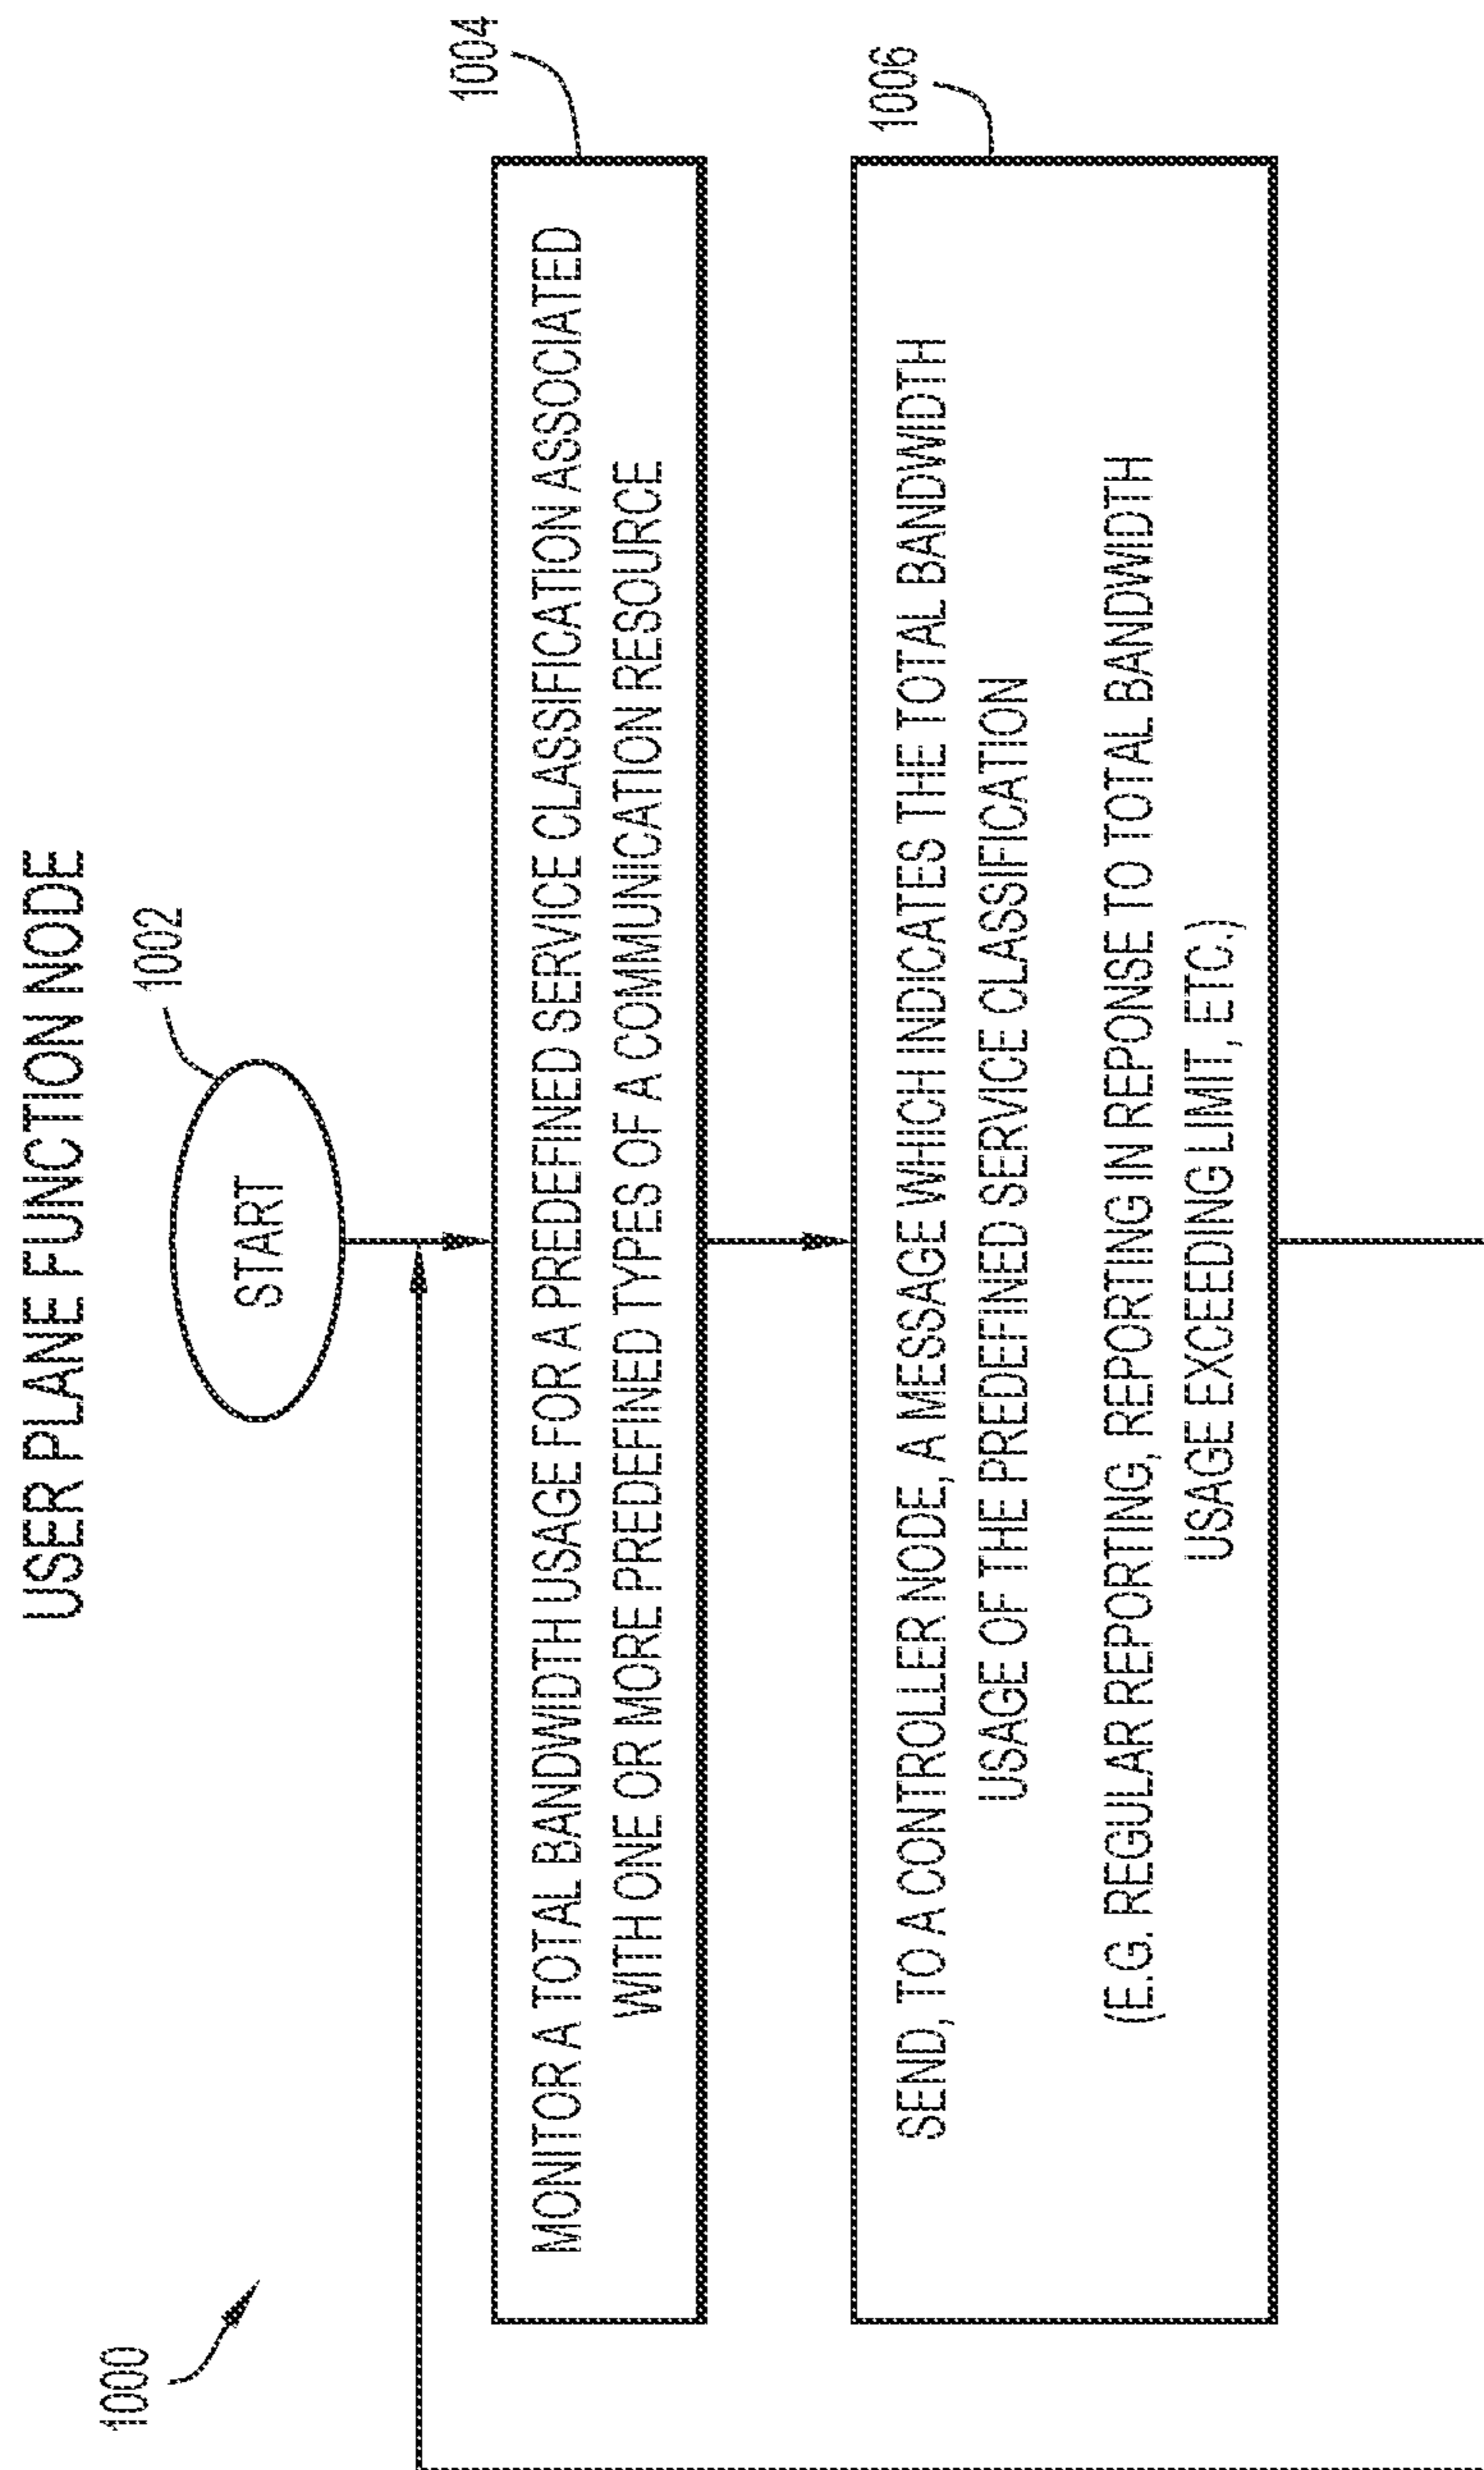 USER PLANE FUNCTION NODE
1000
1002
START
1004
MONITOR A TOTAL BANDWIDTH USAGE FOR A PREDEFINED SERVICE CLASSIFICATION ASSOCIATED
WITH ONE OR MORE PREDEFINED TYPES OF A COMMUNICATION RESOURCE
1006
SEND, TO A CONTROLLER NODE, A MESSAGE WHICH INDICATES THE TOTAL BANDWIDTH
USAGE OF THE PREDEFINED SERVICE CLASSIFICATION
(E.G. REGULAR REPORTING, REPORTING IN REPONSE TO TOTAL BANDWIDTH
USAGE EXCEEDING LIMIT, ETC.)